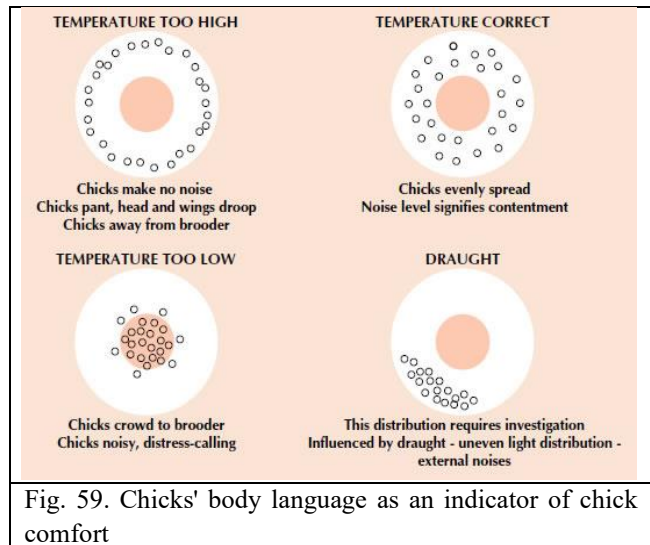 TEMPERATURE TOO HIGH
Chicks make no noise
Chicks pant, head and wings droop
Chicks away from brooder
TEMPERATURE CORRECT
Chicks evenly spread
Noise level signifies contentment
TEMPERATURE TOO LOW
Chicks crowd to brooder
Chicks noisy, distress-calling
DRAUGHT
This distribution requires investigation
Influenced by draught - uneven light distribution -
external noises
Fig. 59. Chicks' body language as an indicator of chick
comfort